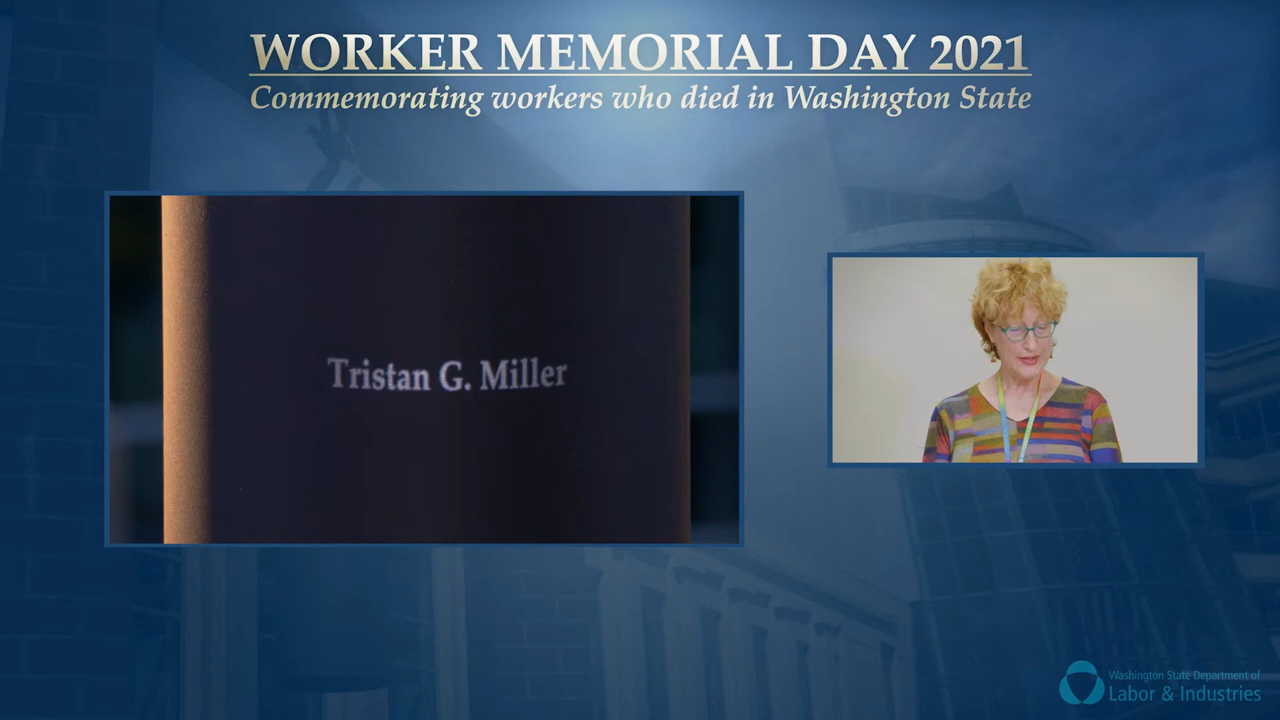 WORKER MEMORIAL DAY 2021
Commemorating workers who died in Washington State
Tristan G. Miller
Washington State Department of
Labor & Industries